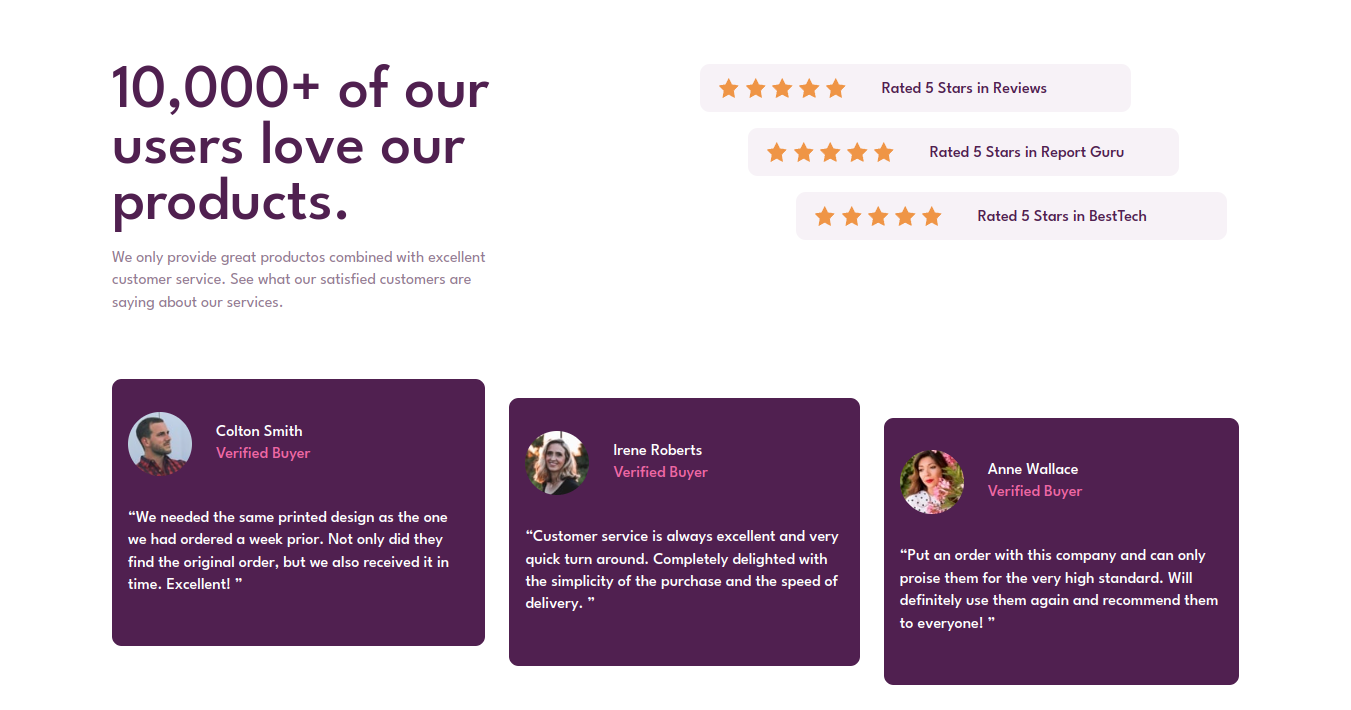 10,000+ of our
users love our
products.
We only provide great productos combined with excellent
customer service. See what our satisfied customers are
saying about our services.
Rated 5 Stars in Reviews
Rated 5 Stars in Report Guru
Rated 5 Stars in BestTech
Colton Smith
Verified Buyer
“We needed the same printed design as the one
we had ordered a week prior. Not only did they
find the original order, but we also received it in
time. Excellent! ”
Irene Roberts
Verified Buyer
“Customer service is always excellent and very
quick turn around. Completely delighted with
the simplicity of the purchase and the speed of
delivery. ”
Anne Wallace
Verified Buyer
“Put an order with this company and can only
proise them for the very high standard. Will
definitely use them again and recommend them
to everyone! ”